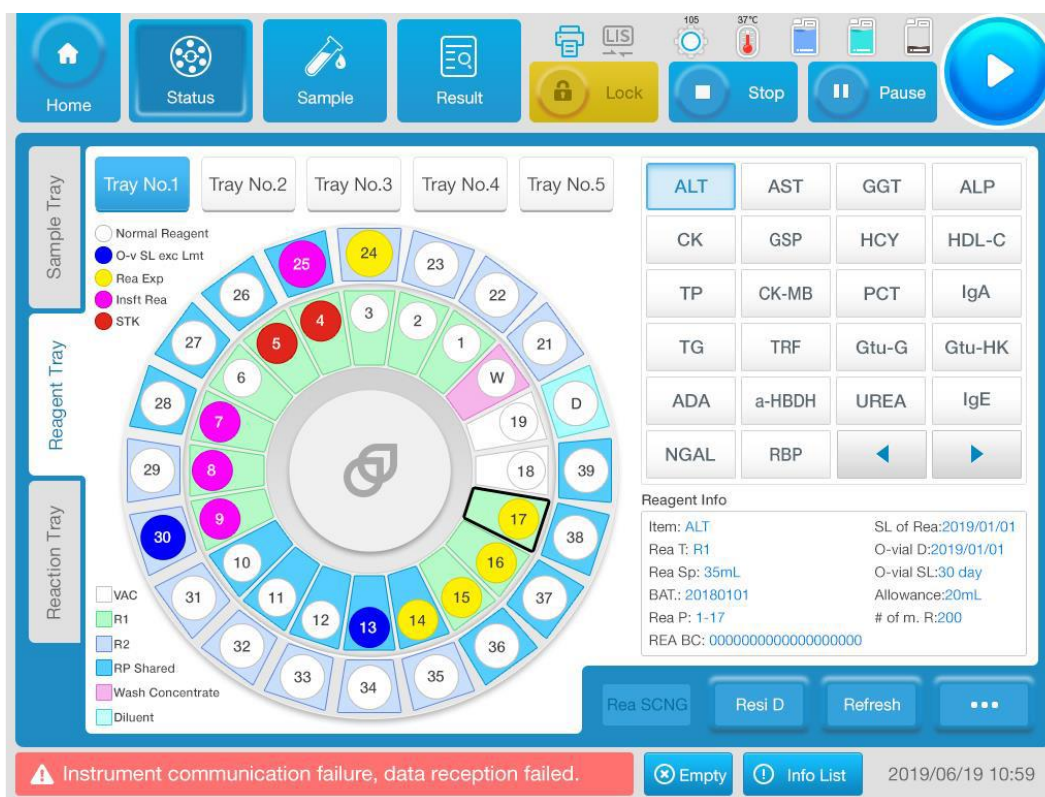 105
37°C
LIS
Home
Status
Sample
Result
Lock
Stop
Pause
Sample Tray
Reagent Tray
Reaction Tray
Tray No.1
Tray No.2
Tray No.3
Tray No.4
Tray No.5
Normal Reagent
O-v SL exc Lmt
Rea Exp
Insft Rea
STK
24
25
23
26
22
27
21
28
D
29
39
30
38
31
37
32
36
33
34
35
3
4
2
5
1
6
W
7
19
8
18
9
17
10
16
11
15
12
13
14
VAC
R1
R2
RP Shared
Wash Concentrate
Diluent
ALT AST GGT ALP
CK GSP HCY HDL-C
TP CK-MB PCT IgA
TG TRF Gtu-G Gtu-HK
ADA a-HBDH UREA IgE
NGAL RBP
Reagent Info
Item: ALT
Rea T: R1
Rea Sp: 35mL
BAT.: 20180101
Rea P: 1-17
REA BC: 0000000000000000000
SL of Rea:2019/01/01
O-vial D:2019/01/01
O-vial SL:30 day
Allowance:20mL
# of m. R:200
Rea SCNG
Resi D
Refresh
Instrument communication failure, data reception failed.
Empty
Info List
2019/06/19 10:59